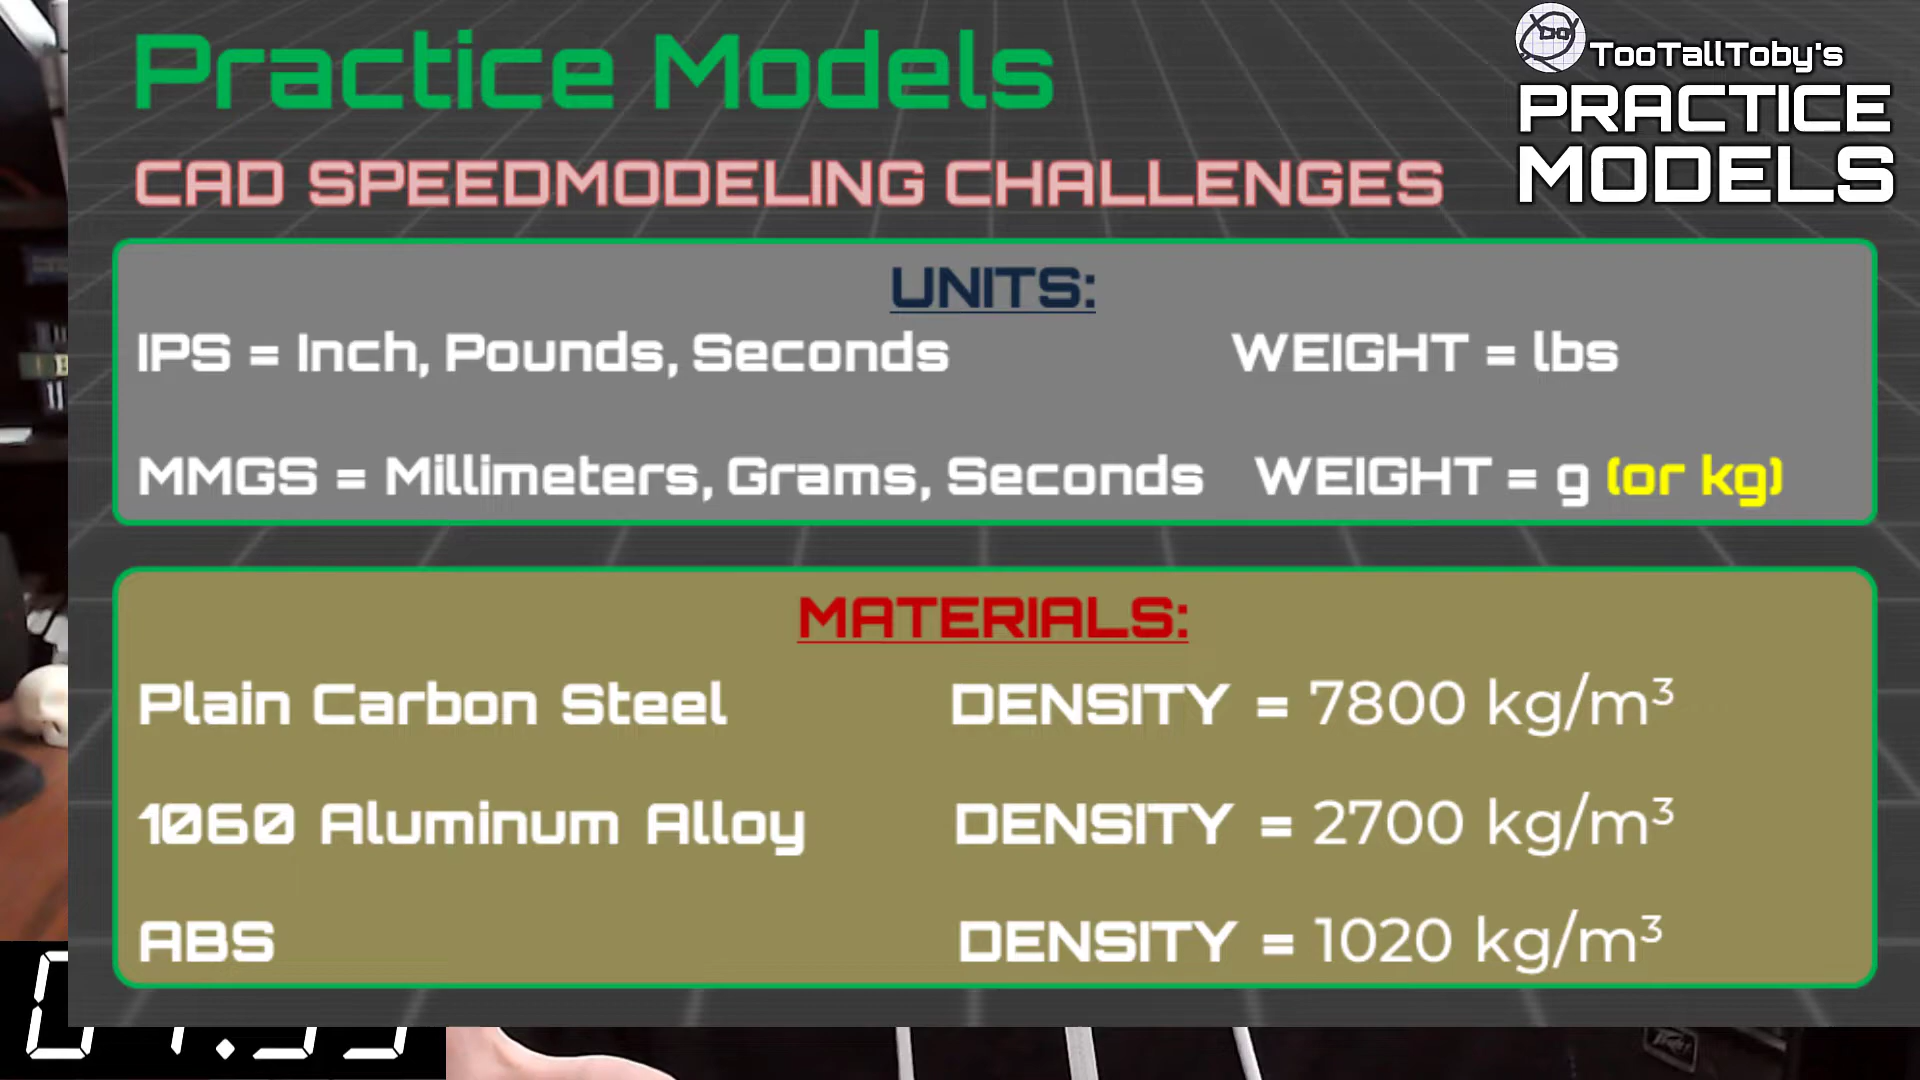 Practice Models
TooTallToby's
PRACTICE
MODELS
CAD SPEEDMODELING CHALLENGES
UNITS:
IPS = Inch, Pounds, Seconds WEIGHT = lbs
MMGS = Millimeters, Grams, Seconds WEIGHT = g (or kg)
MATERIALS:
Plain Carbon Steel DENSITY = 7800 kg/m³
1060 Aluminum Alloy DENSITY = 2700 kg/m³
ABS DENSITY = 1020 kg/m³